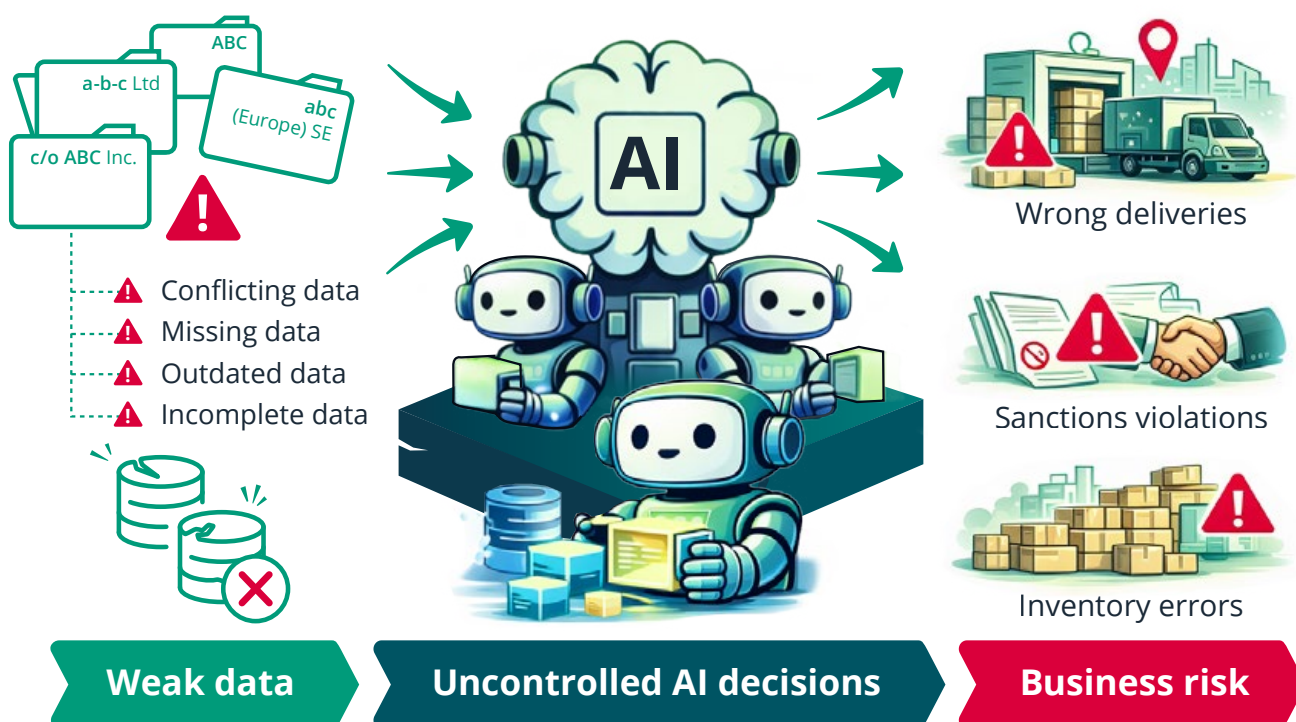 ABC
a-b-c Ltd
abc
(Europe) SE
c/o ABC Inc.
Conflicting data
Missing data
Outdated data
Incomplete data
AI
Wrong deliveries
Sanctions violations
Inventory errors
Weak data
Uncontrolled AI decisions
Business risk